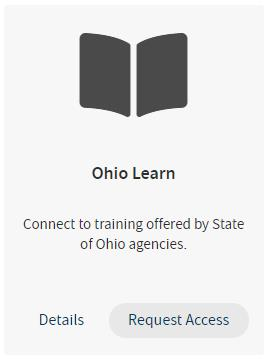 Ohio Learn
Connect to training offered by State
of Ohio agencies.
Details
Request Access